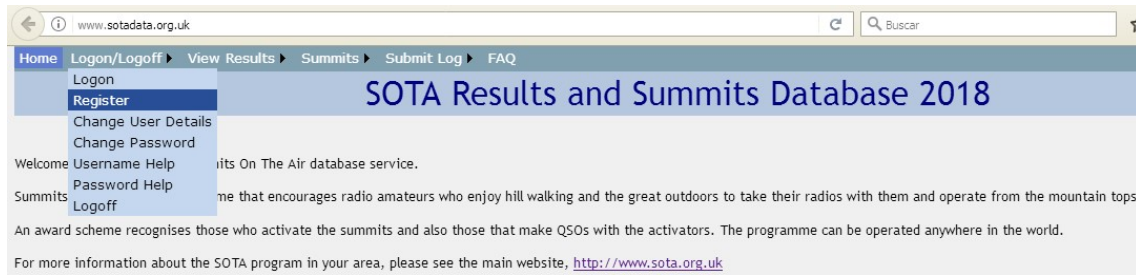 www.sotadata.org.uk
Buscar
Home Logon/Logoff View Results Summits Submit Log FAQ
Logon
Register
Change User Details
Change Password
Username Help
Password Help
Logoff
SOTA Results and Summits Database 2018
Welcome its On The Air database service.
Summits me that encourages radio amateurs who enjoy hill walking and the great outdoors to take their radios with them and operate from the mountain tops
An award scheme recognises those who activate the summits and also those that make QSOs with the activators. The programme can be operated anywhere in the world.
For more information about the SOTA program in your area, please see the main website, http://www.sota.org.uk